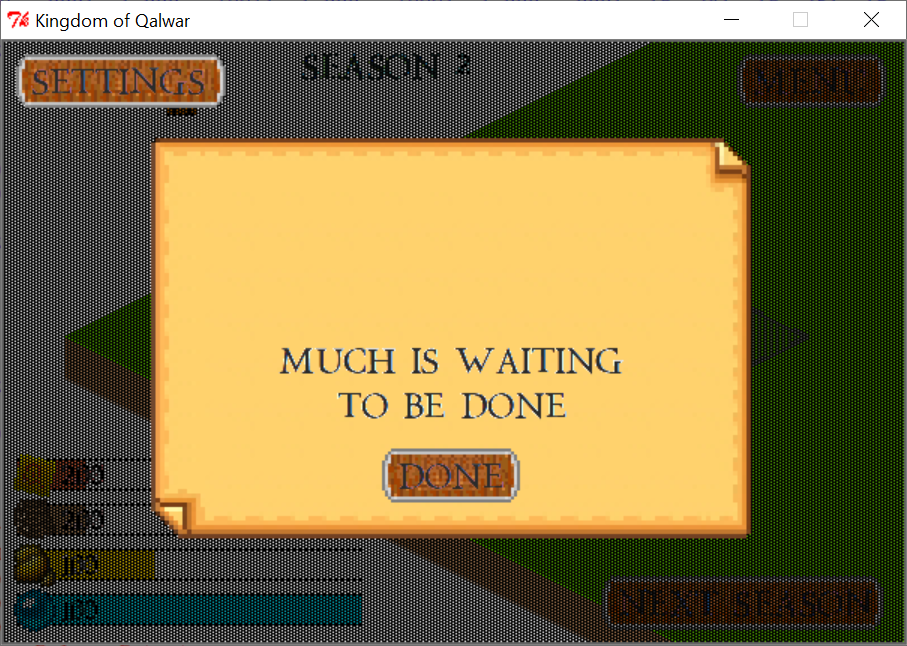 Kingdom of Qalwar
SETTINGS
SEASON 2
MENU
MUCH IS WAITING
TO BE DONE
DONE
NEXT SEASON